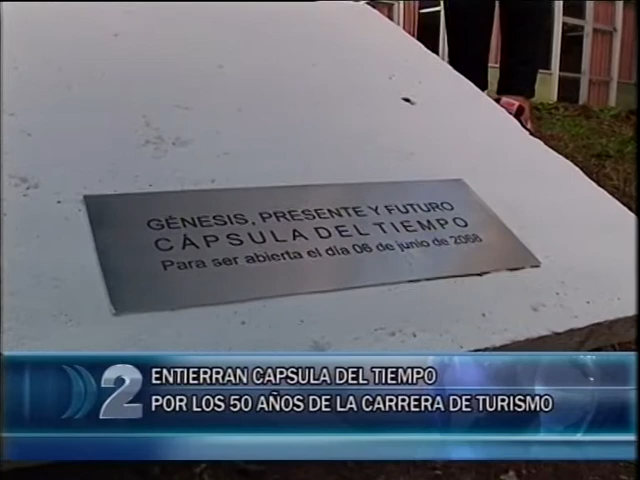 GÉNESIS, PRESENTE Y FUTURO
CÁPSULA DEL TIEMPO
Para ser abierta el día 06 de junio de 2068
2
ENTIERRAN CAPSULA DEL TIEMPO
POR LOS 50 AÑOS DE LA CARRERA DE TURISMO